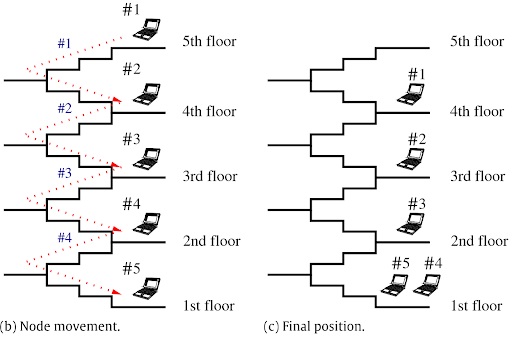 #1
#1
5th floor
#2
#2
4th floor
#3
#3
3rd floor
#4
#4
2nd floor
#5
1st floor
(b) Node movement.
5th floor
#1
4th floor
#2
3rd floor
#3
2nd floor
#5 #4
1st floor
(c) Final position.